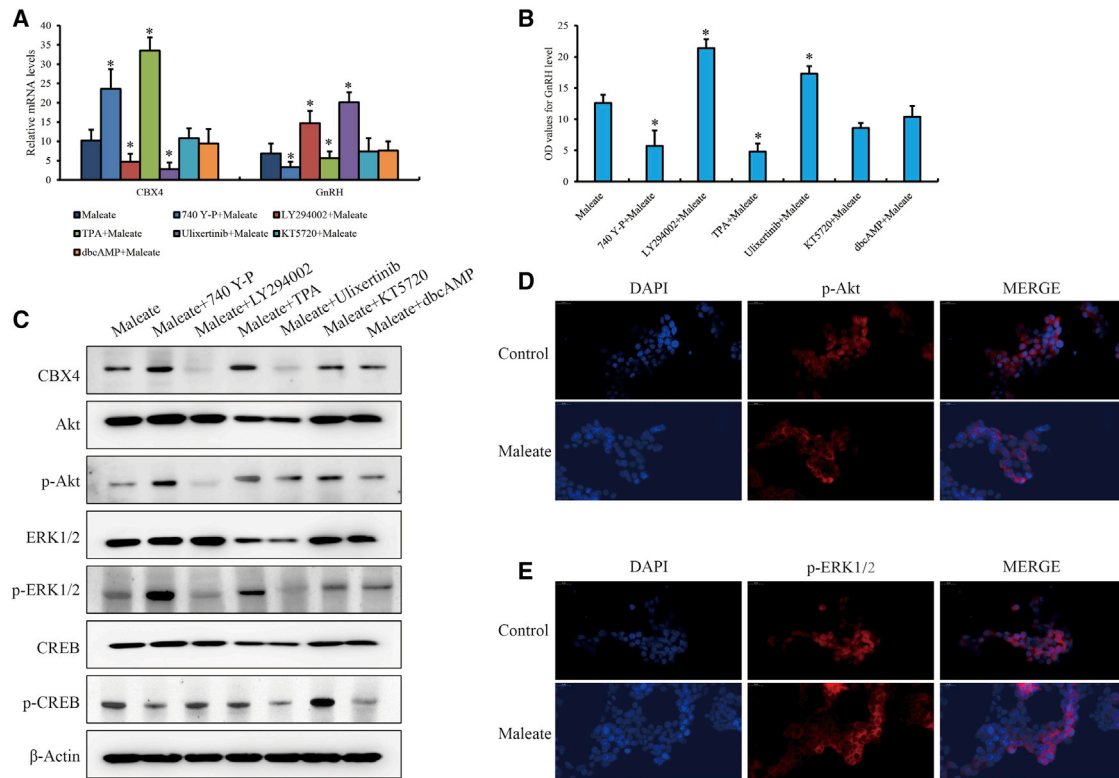 A
Relative mRNA levels
40
35
30
25
20
15
10
5
0
* * * * * * * *
CBX4 GnRH
Maleate 740 Y-P+Maleate LY294002+Maleate
TPA+Maleate Ulixertinib+Maleate KT5720+Maleate
dbcAMP+Maleate
B
OD values for GnRH level
25
20
15
10
5
0
* * * *
Maleate
740 Y-P+Maleate
LY294002+Maleate
TPA+Maleate
Ulixertinib+Maleate
KT5720+Maleate
dbcAMP+Maleate
C
Maleate
Maleate+740 Y-P
Maleate+LY294002
Maleate+TPA
Maleate+Ulixertinib
Maleate+KT5720
Maleate+dbcAMP
CBX4
Akt
p-Akt
ERK1/2
p-ERK1/2
CREB
p-CREB
β-Actin
D
DAPI p-Akt MERGE
Control
Maleate
E
DAPI p-ERK1/2 MERGE
Control
Maleate